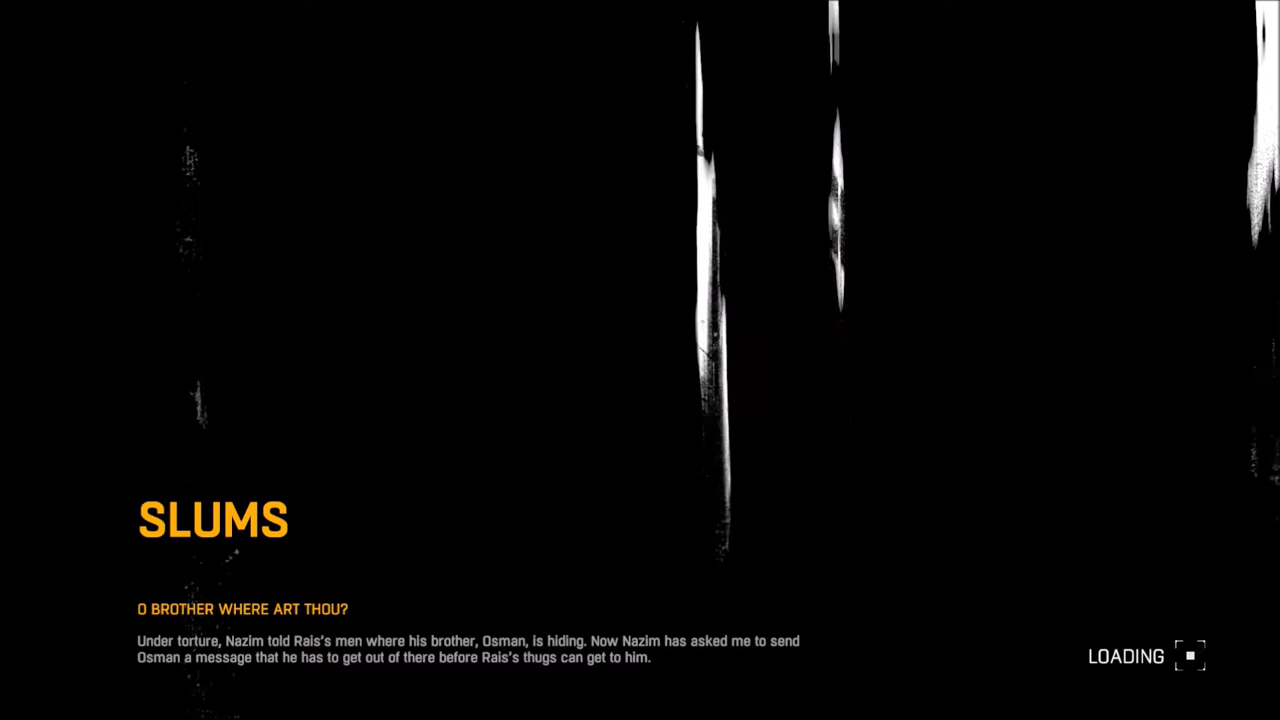 SLUMS
O BROTHER WHERE ART THOU?
Under torture, Nazim told Rais's men where his brother, Osman, is hiding. Now Nazim has asked me to send
Osman a message that he has to get out of there before Rais's thugs can get to him.
LOADING